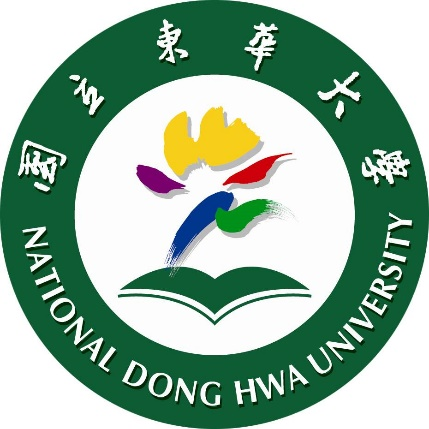 國立東華大學
NATIONAL DONG HWA UNIVERSITY